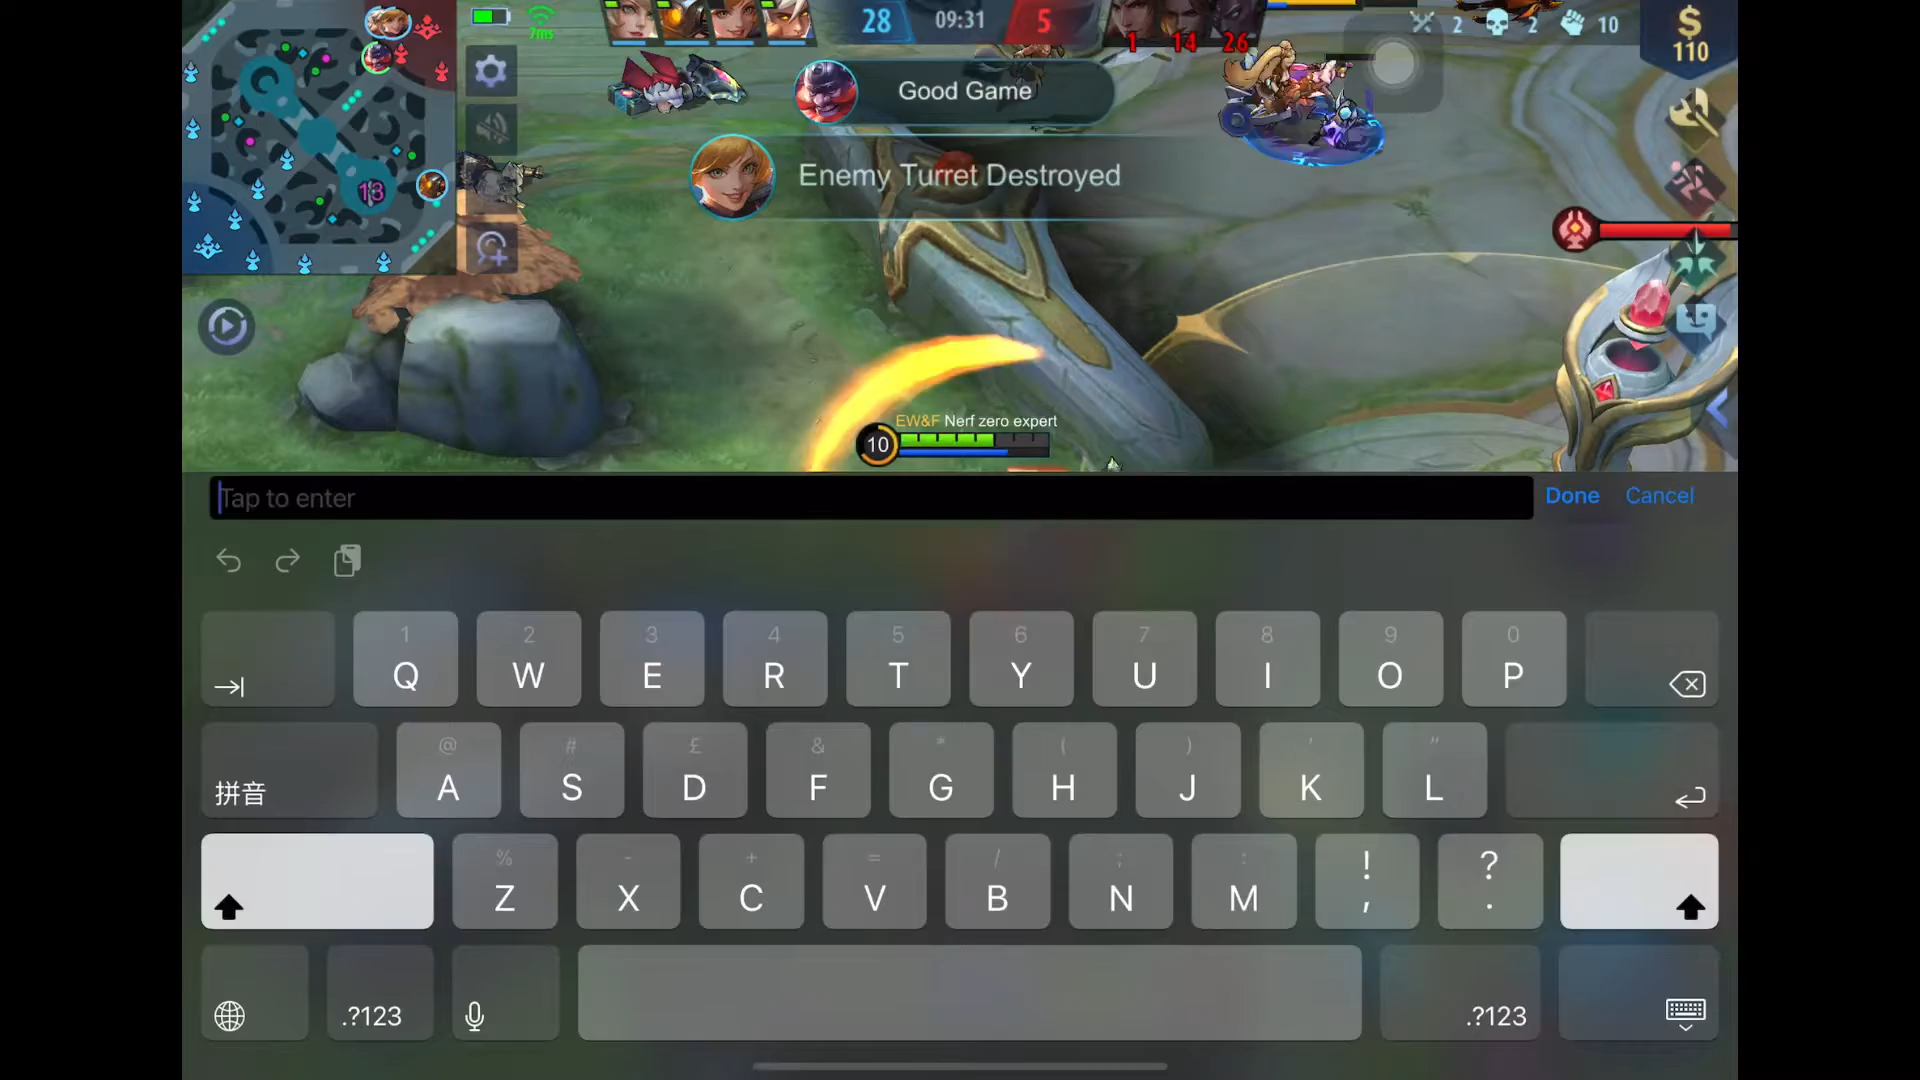 7ms
28
09:31
5
1
14
26
2
2
10
$
110
Good Game
Enemy Turret Destroyed
13
10
EW&F Nerf zero expert
Tap to enter
Done
Cancel
1 2 3 4 5 6 7 8 9 0
Q W E R T Y U I O P
@ # £ & * ( ) ' "
拼音 A S D F G H J K L
% - + = / ; : ! ?
Z X C V B N M , .
.?123
.?123